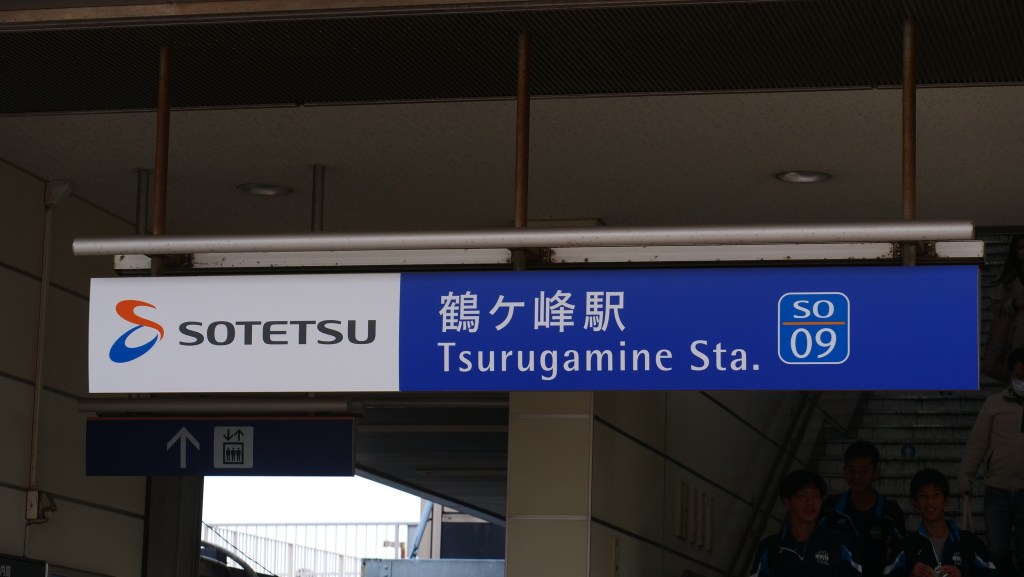 SOTETSU
鶴ケ峰駅
Tsurugamine Sta.
SO
09